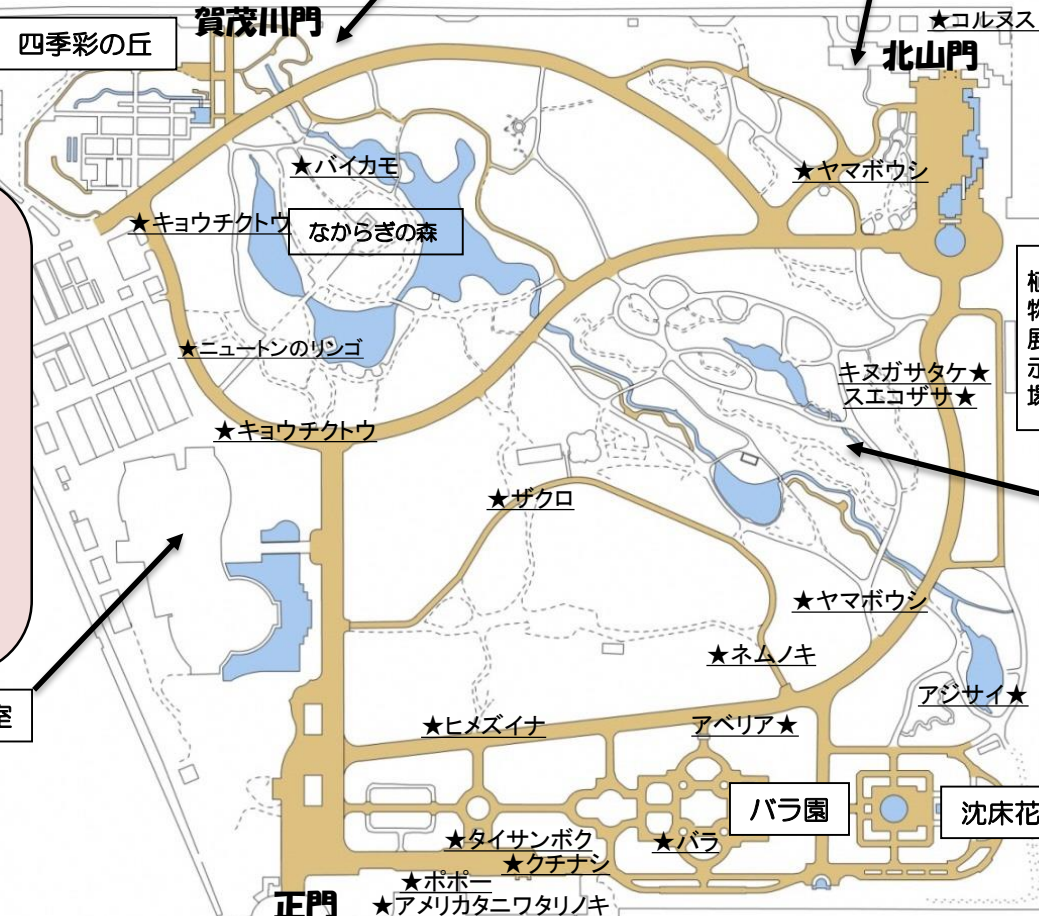 賀茂川門
★コルヌス
四季彩の丘
北山門
★バイカモ
★ヤマボウシ
★キョウチクトウ
なからぎの森
植
物
展
示
場
★ニュートンのリンゴ
キヌガサタケ★
スエコザサ★
★キョウチクトウ
★ザクロ
★ヤマボウシ
★ネムノキ
アジサイ★
室
★ヒメズイナ
アベリア★
バラ園
沈床花
★タイサンボク
★バラ
★クチナシ
★ポポー
正門
★アメリカタニワタリノキ